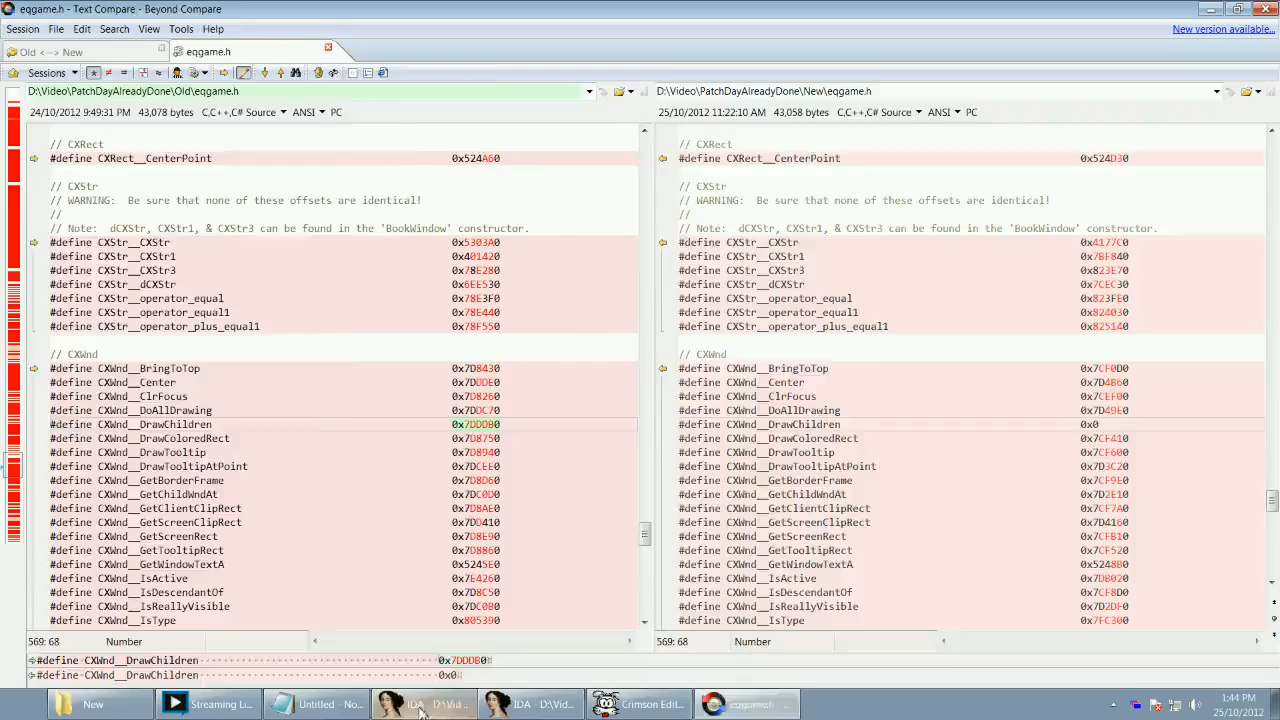 eqgame.h - Text Compare - Beyond Compare
Session File Edit Search View Tools Help New version available...
Old <--> New eqgame.h
Sessions
D:\Video\PatchDayAlreadyDone\Old\eqgame.h D:\Video\PatchDayAlreadyDone\New\eqgame.h
24/10/2012 9:49:31 PM 43,078 bytes C,C++,C# Source ANSI PC 25/10/2012 11:22:10 AM 43,058 bytes C,C++,C# Source ANSI PC
// CXRect // CXRect
#define CXRect__CenterPoint 0x524A60 #define CXRect__CenterPoint 0x524D30
// CXStr // CXStr
// WARNING: Be sure that none of these offsets are identical! // WARNING: Be sure that none of these offsets are identical!
// //
// Note: dCXStr, CXStr1, & CXStr3 can be found in the 'BookWindow' constructor. // Note: dCXStr, CXStr1, & CXStr3 can be found in the 'BookWindow' constructor.
#define CXStr__CXStr 0x5303A0 #define CXStr__CXStr 0x4177C0
#define CXStr__CXStr1 0x401420 #define CXStr__CXStr1 0x7BF840
#define CXStr__CXStr3 0x78E280 #define CXStr__CXStr3 0x823E70
#define CXStr__dCXStr 0x6EE530 #define CXStr__dCXStr 0x7CEC30
#define CXStr__operator_equal 0x78E3F0 #define CXStr__operator_equal 0x823FE0
#define CXStr__operator_equal1 0x78E440 #define CXStr__operator_equal1 0x824030
#define CXStr__operator_plus_equal1 0x78F550 #define CXStr__operator_plus_equal1 0x825140
// CXWnd // CXWnd
#define CXWnd__BringToTop 0x7D8430 #define CXWnd__BringToTop 0x7CF0D0
#define CXWnd__Center 0x7DDDE0 #define CXWnd__Center 0x7D4B60
#define CXWnd__ClrFocus 0x7D8260 #define CXWnd__ClrFocus 0x7CEF00
#define CXWnd__DoAllDrawing 0x7DDC70 #define CXWnd__DoAllDrawing 0x7D49E0
#define CXWnd__DrawChildren 0x7DDDB0 #define CXWnd__DrawChildren 0x0
#define CXWnd__DrawColoredRect 0x7D8750 #define CXWnd__DrawColoredRect 0x7CF410
#define CXWnd__DrawTooltip 0x7D8940 #define CXWnd__DrawTooltip 0x7CF600
#define CXWnd__DrawTooltipAtPoint 0x7DCEE0 #define CXWnd__DrawTooltipAtPoint 0x7D3C20
#define CXWnd__GetBorderFrame 0x7D8D60 #define CXWnd__GetBorderFrame 0x7CF9E0
#define CXWnd__GetChildWndAt 0x7DC0D0 #define CXWnd__GetChildWndAt 0x7D2E10
#define CXWnd__GetClientClipRect 0x7D8AE0 #define CXWnd__GetClientClipRect 0x7CF7A0
#define CXWnd__GetScreenClipRect 0x7DD410 #define CXWnd__GetScreenClipRect 0x7D4160
#define CXWnd__GetScreenRect 0x7D8E90 #define CXWnd__GetScreenRect 0x7CFB10
#define CXWnd__GetTooltipRect 0x7D8860 #define CXWnd__GetTooltipRect 0x7CF520
#define CXWnd__GetWindowTextA 0x5245E0 #define CXWnd__GetWindowTextA 0x5248B0
#define CXWnd__IsActive 0x7E4260 #define CXWnd__IsActive 0x7DB020
#define CXWnd__IsDescendantOf 0x7D8C50 #define CXWnd__IsDescendantOf 0x7CF8D0
#define CXWnd__IsReallyVisible 0x7DC0B0 #define CXWnd__IsReallyVisible 0x7D2DF0
#define CXWnd__IsType 0x805390 #define CXWnd__IsType 0x7FC300
569: 68 Number 569: 68 Number
#define CXWnd__DrawChildren 0x7DDDB0
#define CXWnd__DrawChildren 0x0
New Streaming Li... Untitled - No... IDA - D:\Vid... IDA - D:\Vid... Crimson Edit... eqgame.h - ... 1:44 PM
25/10/2012